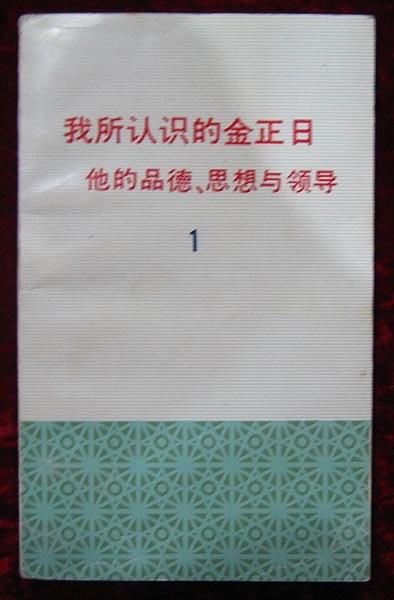 我所认识的金正日
他的品德、思想与领导
1